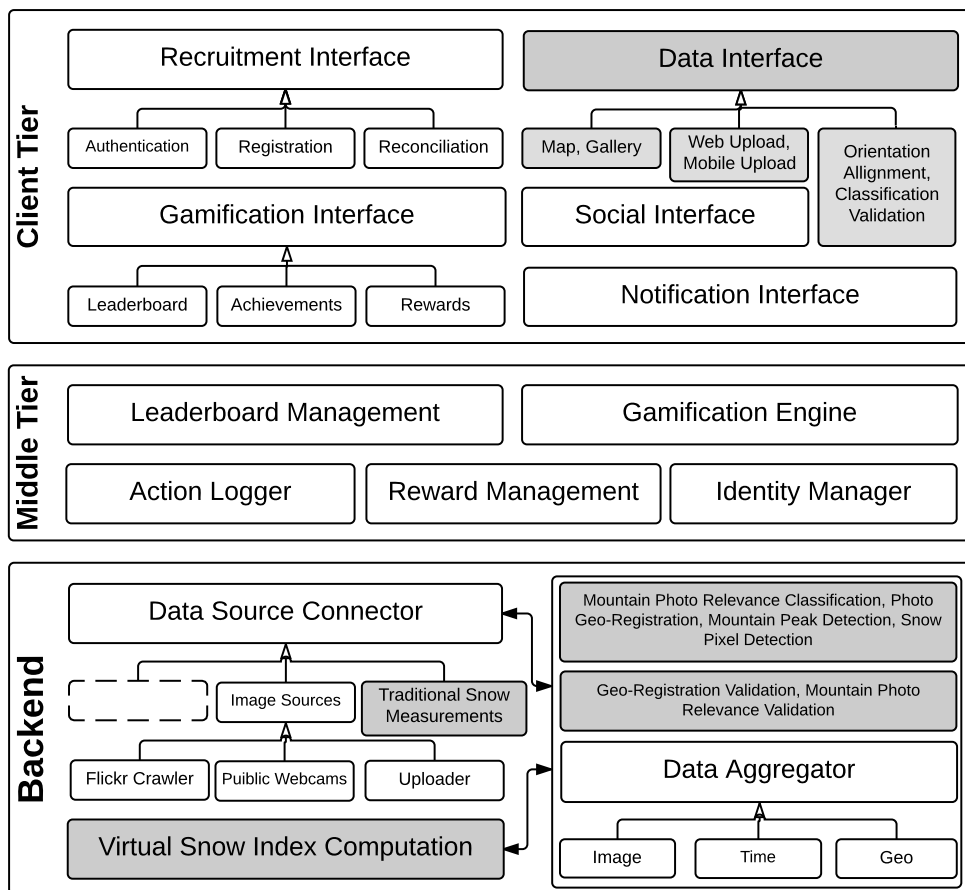 Client Tier
Recruitment Interface
Authentication
Registration
Reconciliation
Gamification Interface
Leaderboard
Achievements
Rewards
Data Interface
Map, Gallery
Web Upload,
Mobile Upload
Orientation
Allignment,
Classification
Validation
Social Interface
Notification Interface
Middle Tier
Leaderboard Management
Gamification Engine
Action Logger
Reward Management
Identity Manager
Backend
Data Source Connector
Image Sources
Traditional Snow
Measurements
Flickr Crawler
Puiblic Webcams
Uploader
Virtual Snow Index Computation
Mountain Photo Relevance Classification, Photo
Geo-Registration, Mountain Peak Detection, Snow
Pixel Detection
Geo-Registration Validation, Mountain Photo
Relevance Validation
Data Aggregator
Image
Time
Geo